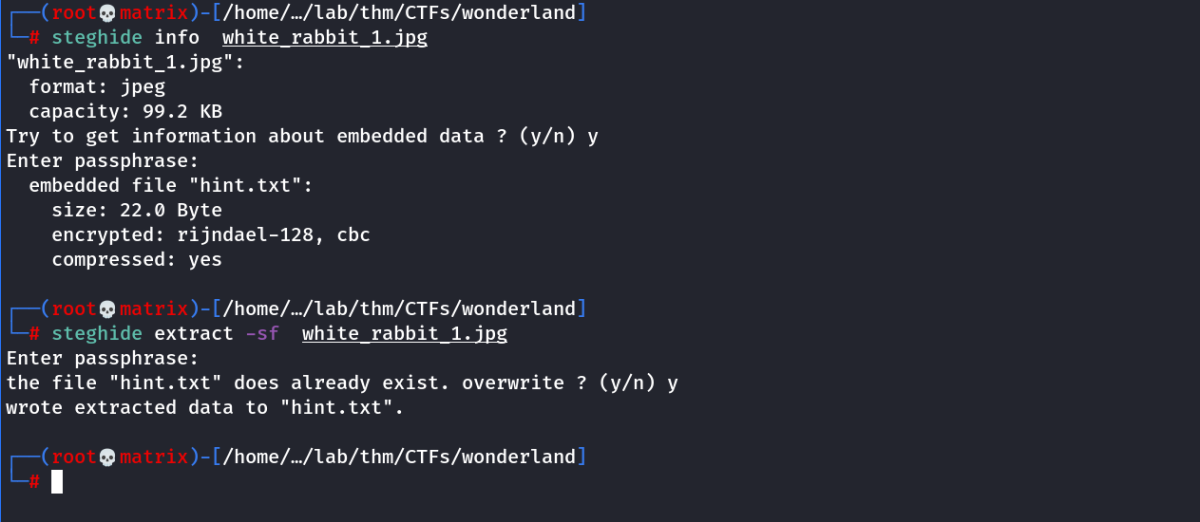 ┌──(root💀matrix)-[/home/…/lab/thm/CTFs/wonderland]
└─# steghide info  white_rabbit_1.jpg
"white_rabbit_1.jpg":
  format: jpeg
  capacity: 99.2 KB
Try to get information about embedded data ? (y/n) y
Enter passphrase:
  embedded file "hint.txt":
    size: 22.0 Byte
    encrypted: rijndael-128, cbc
    compressed: yes
┌──(root💀matrix)-[/home/…/lab/thm/CTFs/wonderland]
└─# steghide extract -sf  white_rabbit_1.jpg
Enter passphrase:
the file "hint.txt" does already exist. overwrite ? (y/n) y
wrote extracted data to "hint.txt".
┌──(root💀matrix)-[/home/…/lab/thm/CTFs/wonderland]
└─#